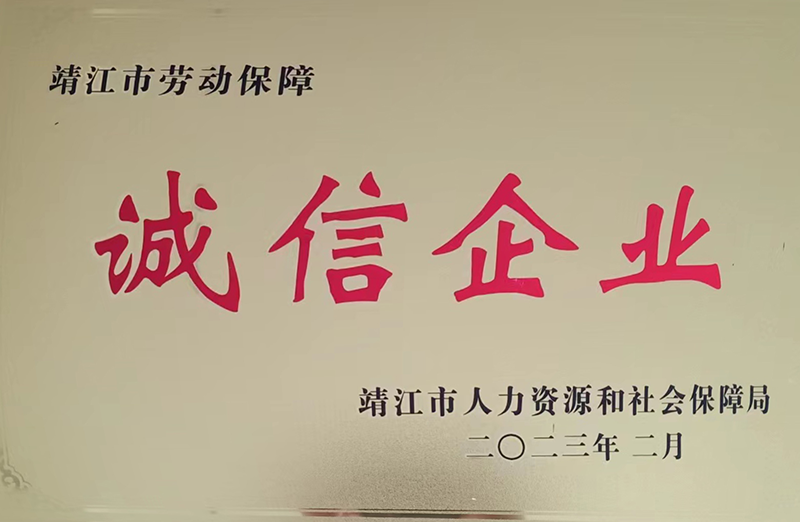 靖江市劳动保障
诚信企业
靖江市人力资源和社会保障局
二〇二三年 二月